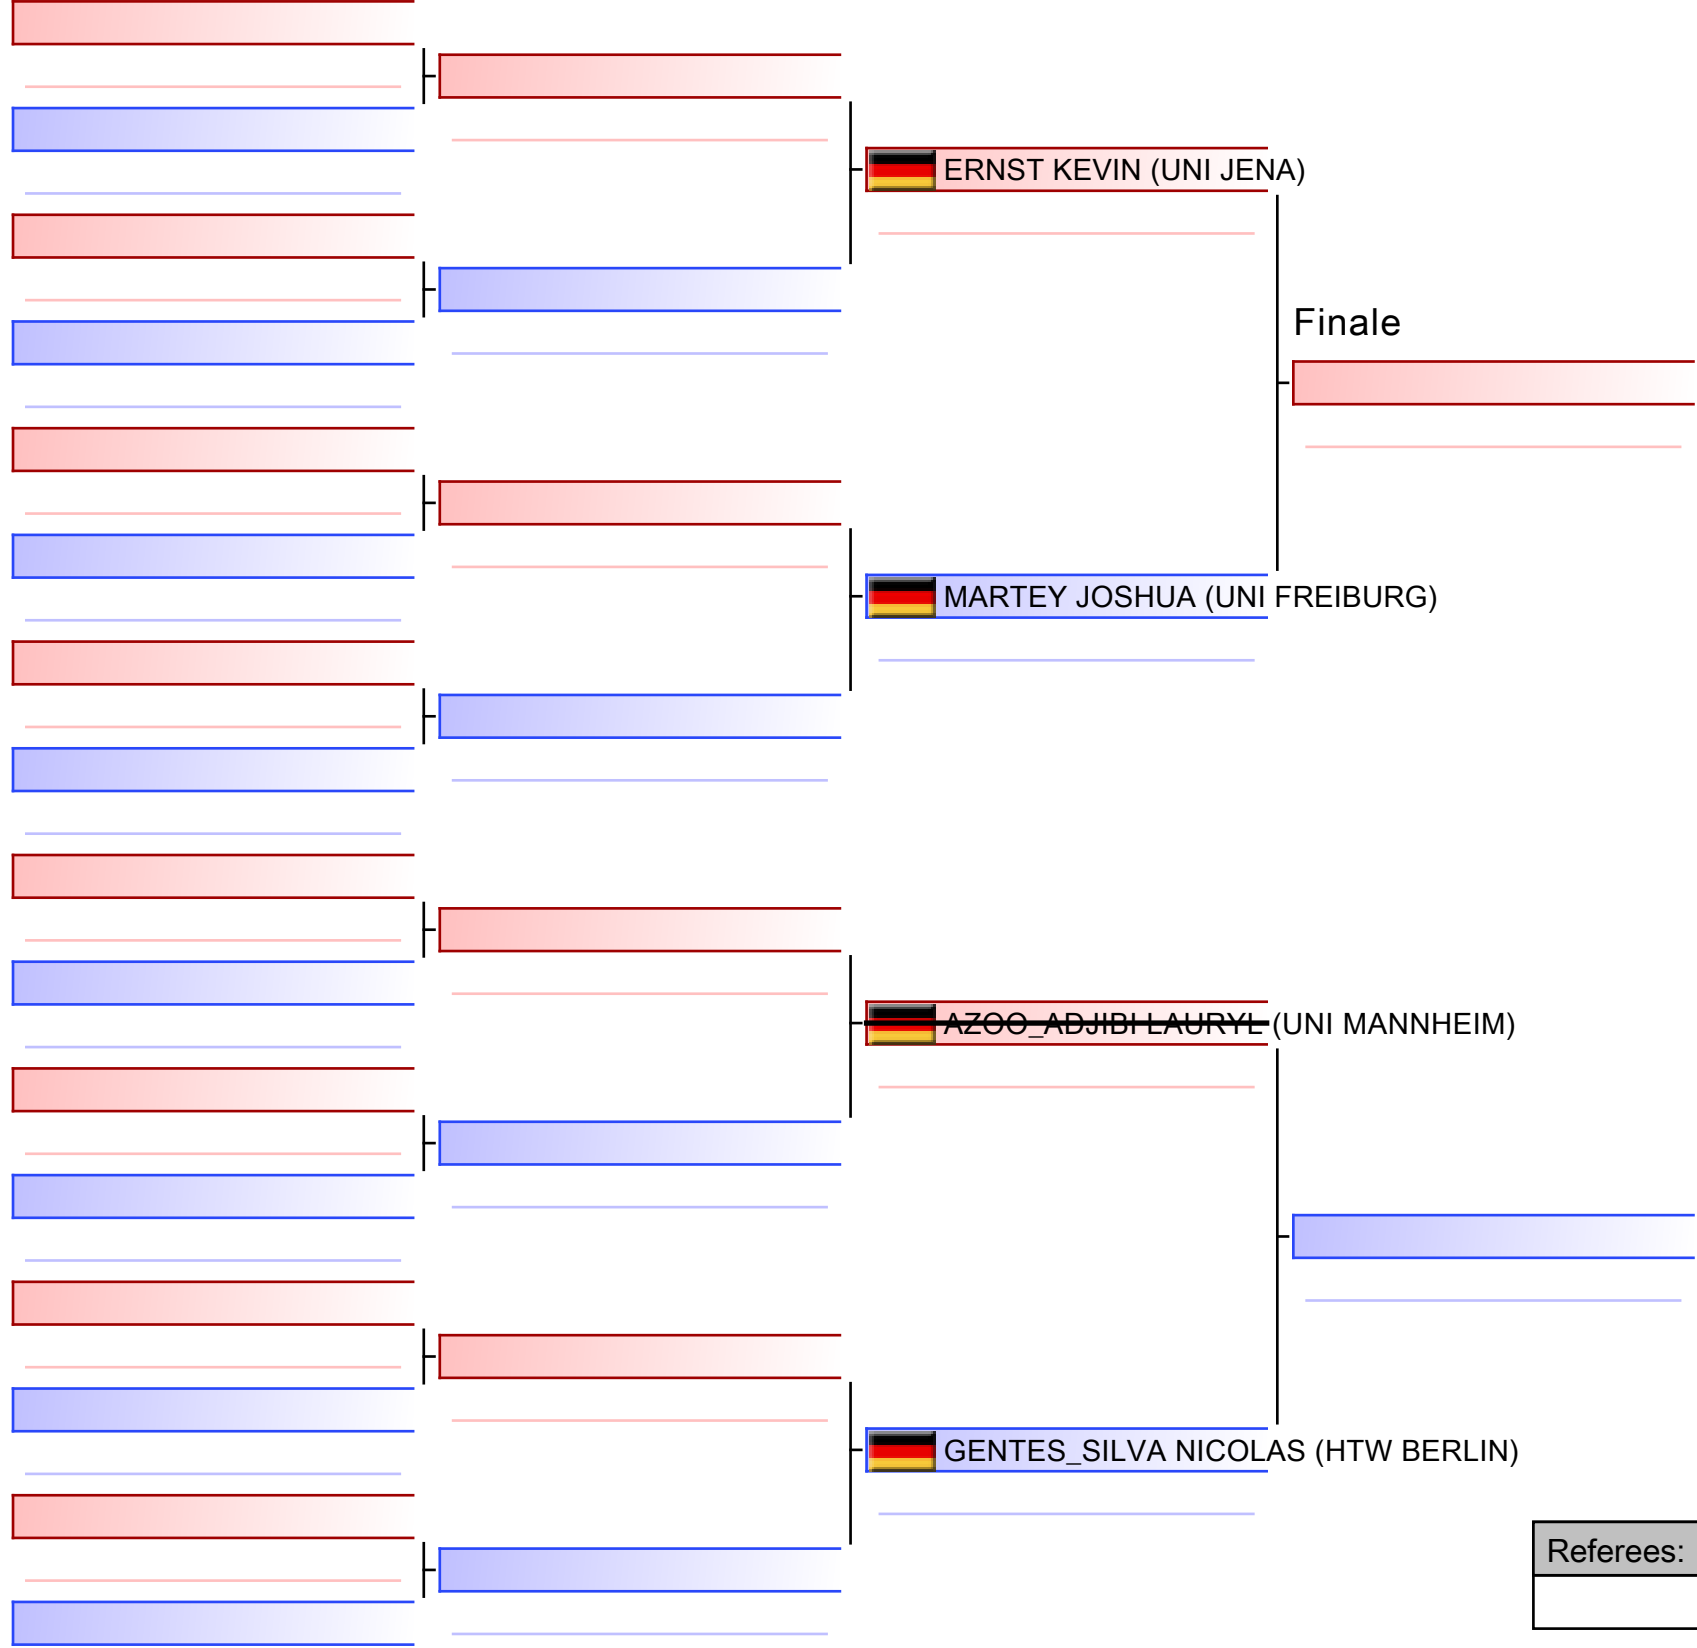 ERNST KEVIN (UNI JENA)
Finale
MARTEY JOSHUA (UNI FREIBURG)
AZOO_ADJIBI LAURYL (UNI MANNHEIM)
GENTES_SILVA NICOLAS (HTW BERLIN)
Referees: